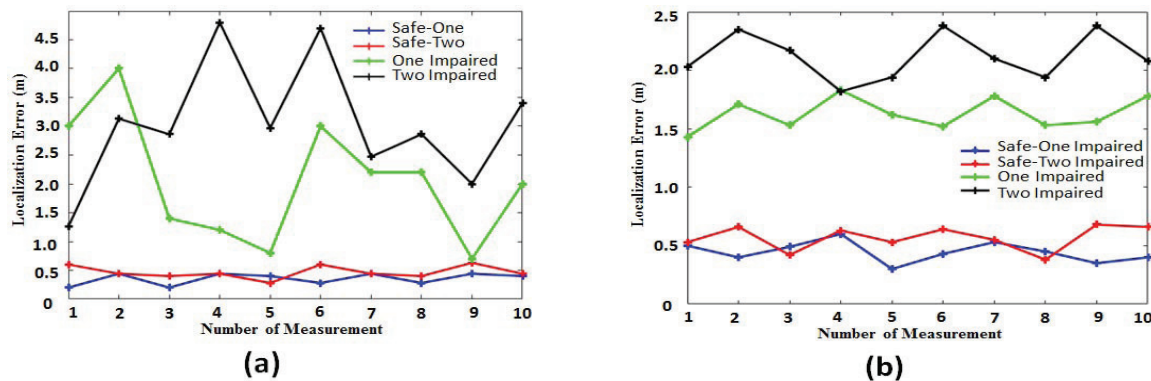 4.5
4.0
3.5
3.0
2.5
2.0
1.5
1.0
0.5
0
Localization Error (m)
Safe-One
Safe-Two
One Impaired
Two Impaired
1 2 3 4 5 6 7 8 9 10
Number of Measurement
(a)
2.5
2.0
1.5
1.0
0.5
0
Localization Error (m)
Safe-One Impaired
Safe-Two Impaired
One Impaired
Two Impaired
1 2 3 4 5 6 7 8 9 10
Number of Measurement
(b)